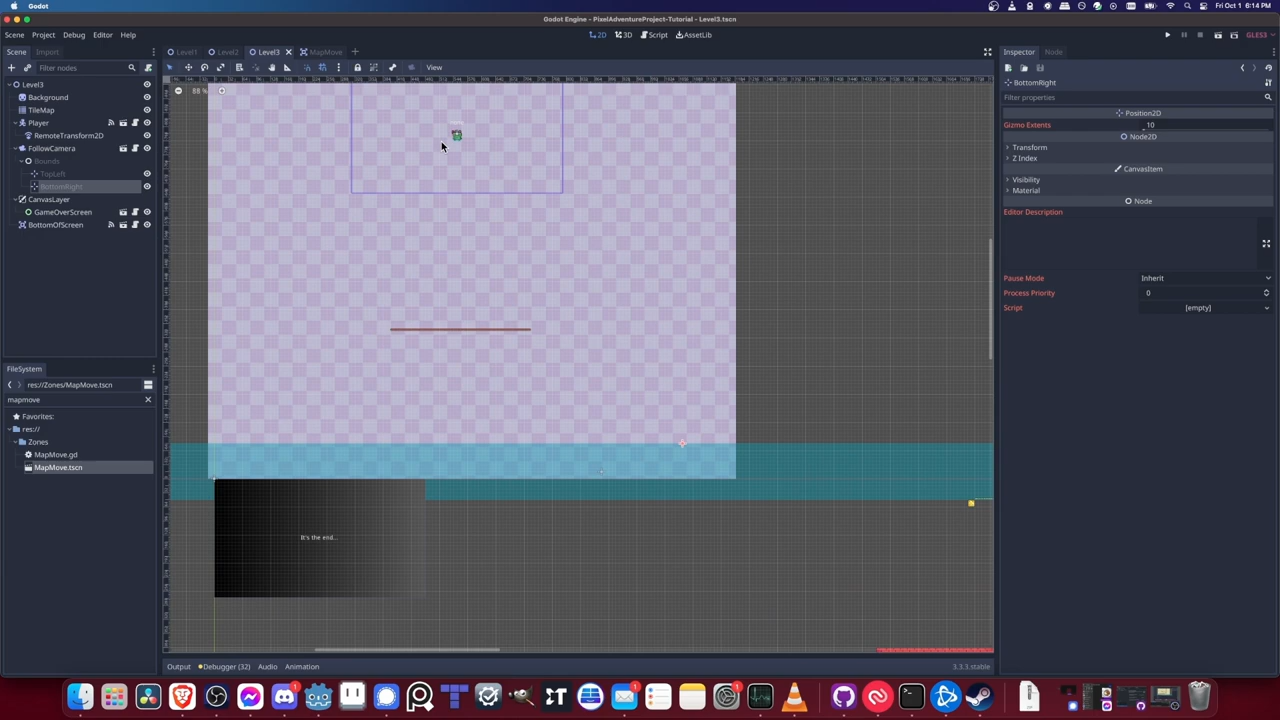 Godot
Fri Oct 1  6:14 PM
Godot Engine - PixelAdventureProject-Tutorial - Level3.tscn
Scene  Project  Debug  Editor  Help
2D  3D  Script  AssetLib
GLES3
Scene  Import
Level1  Level2  Level3  MapMove
Inspector  Node
Filter nodes
View
Level3
BottomRight
88 %
Background
Filter properties
TileMap
Position2D
Player
Gizmo Extents  10
RemoteTransform2D
Node2D
FollowCamera
Transform
Bounds
Z Index
TopLeft
CanvasItem
BottomRight
Visibility
CanvasLayer
Material
GameOverScreen
Node
BottomOfScreen
Editor Description
Pause Mode  Inherit
Process Priority  0
Script  [empty]
FileSystem
res://Zones/MapMove.tscn
mapmove
Favorites:
res://
Zones
MapMove.gd
MapMove.tscn
It's the end...
Output  Debugger (32)  Audio  Animation
3.3.3.stable